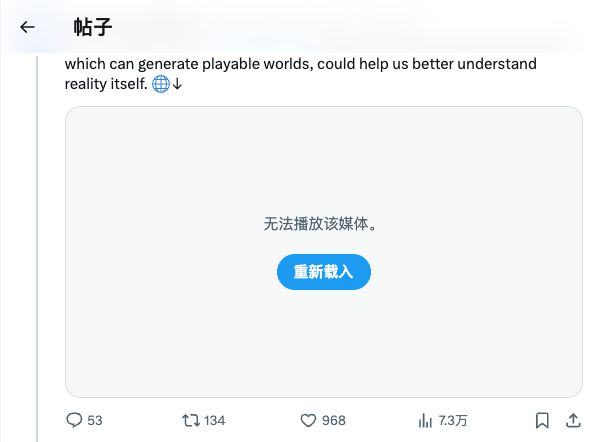 帖子
which can generate playable worlds, could help us better understand
reality itself. 🌐↓
无法播放该媒体。
重新载入
53 134 968 7.3万